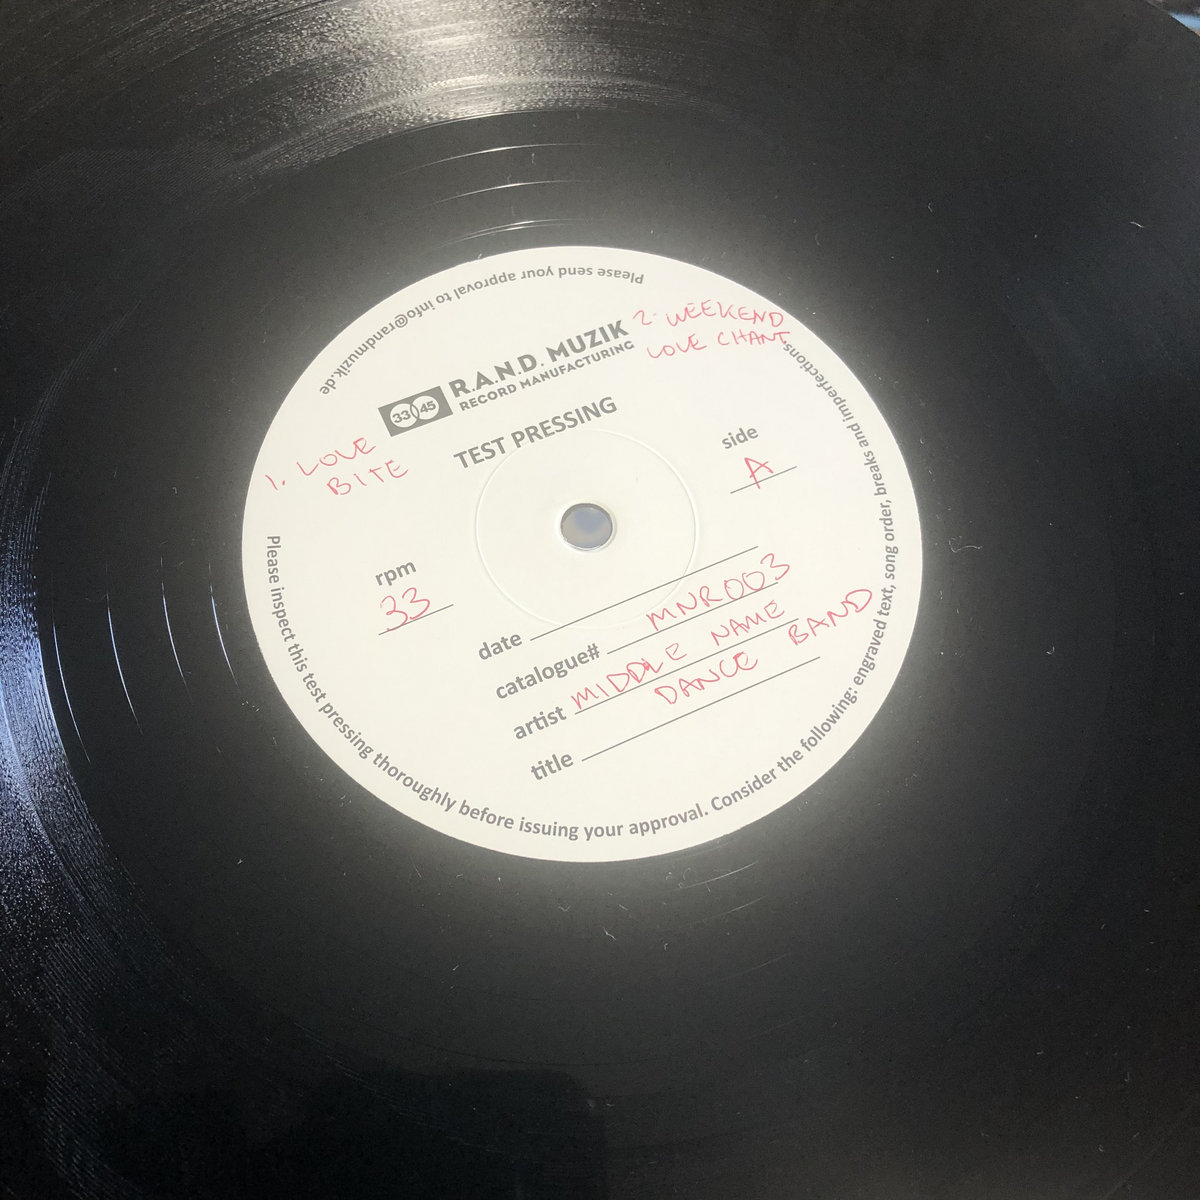 Please send your approval to info@randmuzik.de
2. WEEKEND
LOVE CHANT
33 45
R.A.N.D. MUZIK
RECORD MANUFACTURING
TEST PRESSING
1. LOVE
BITE
side
A
rpm
33
date
catalogue# MNR003
artist MIDDLE NAME
DANCE BAND
title
Please inspect this test pressing thoroughly before issuing your approval. Consider the following: engraved text, song order, breaks and imperfections.